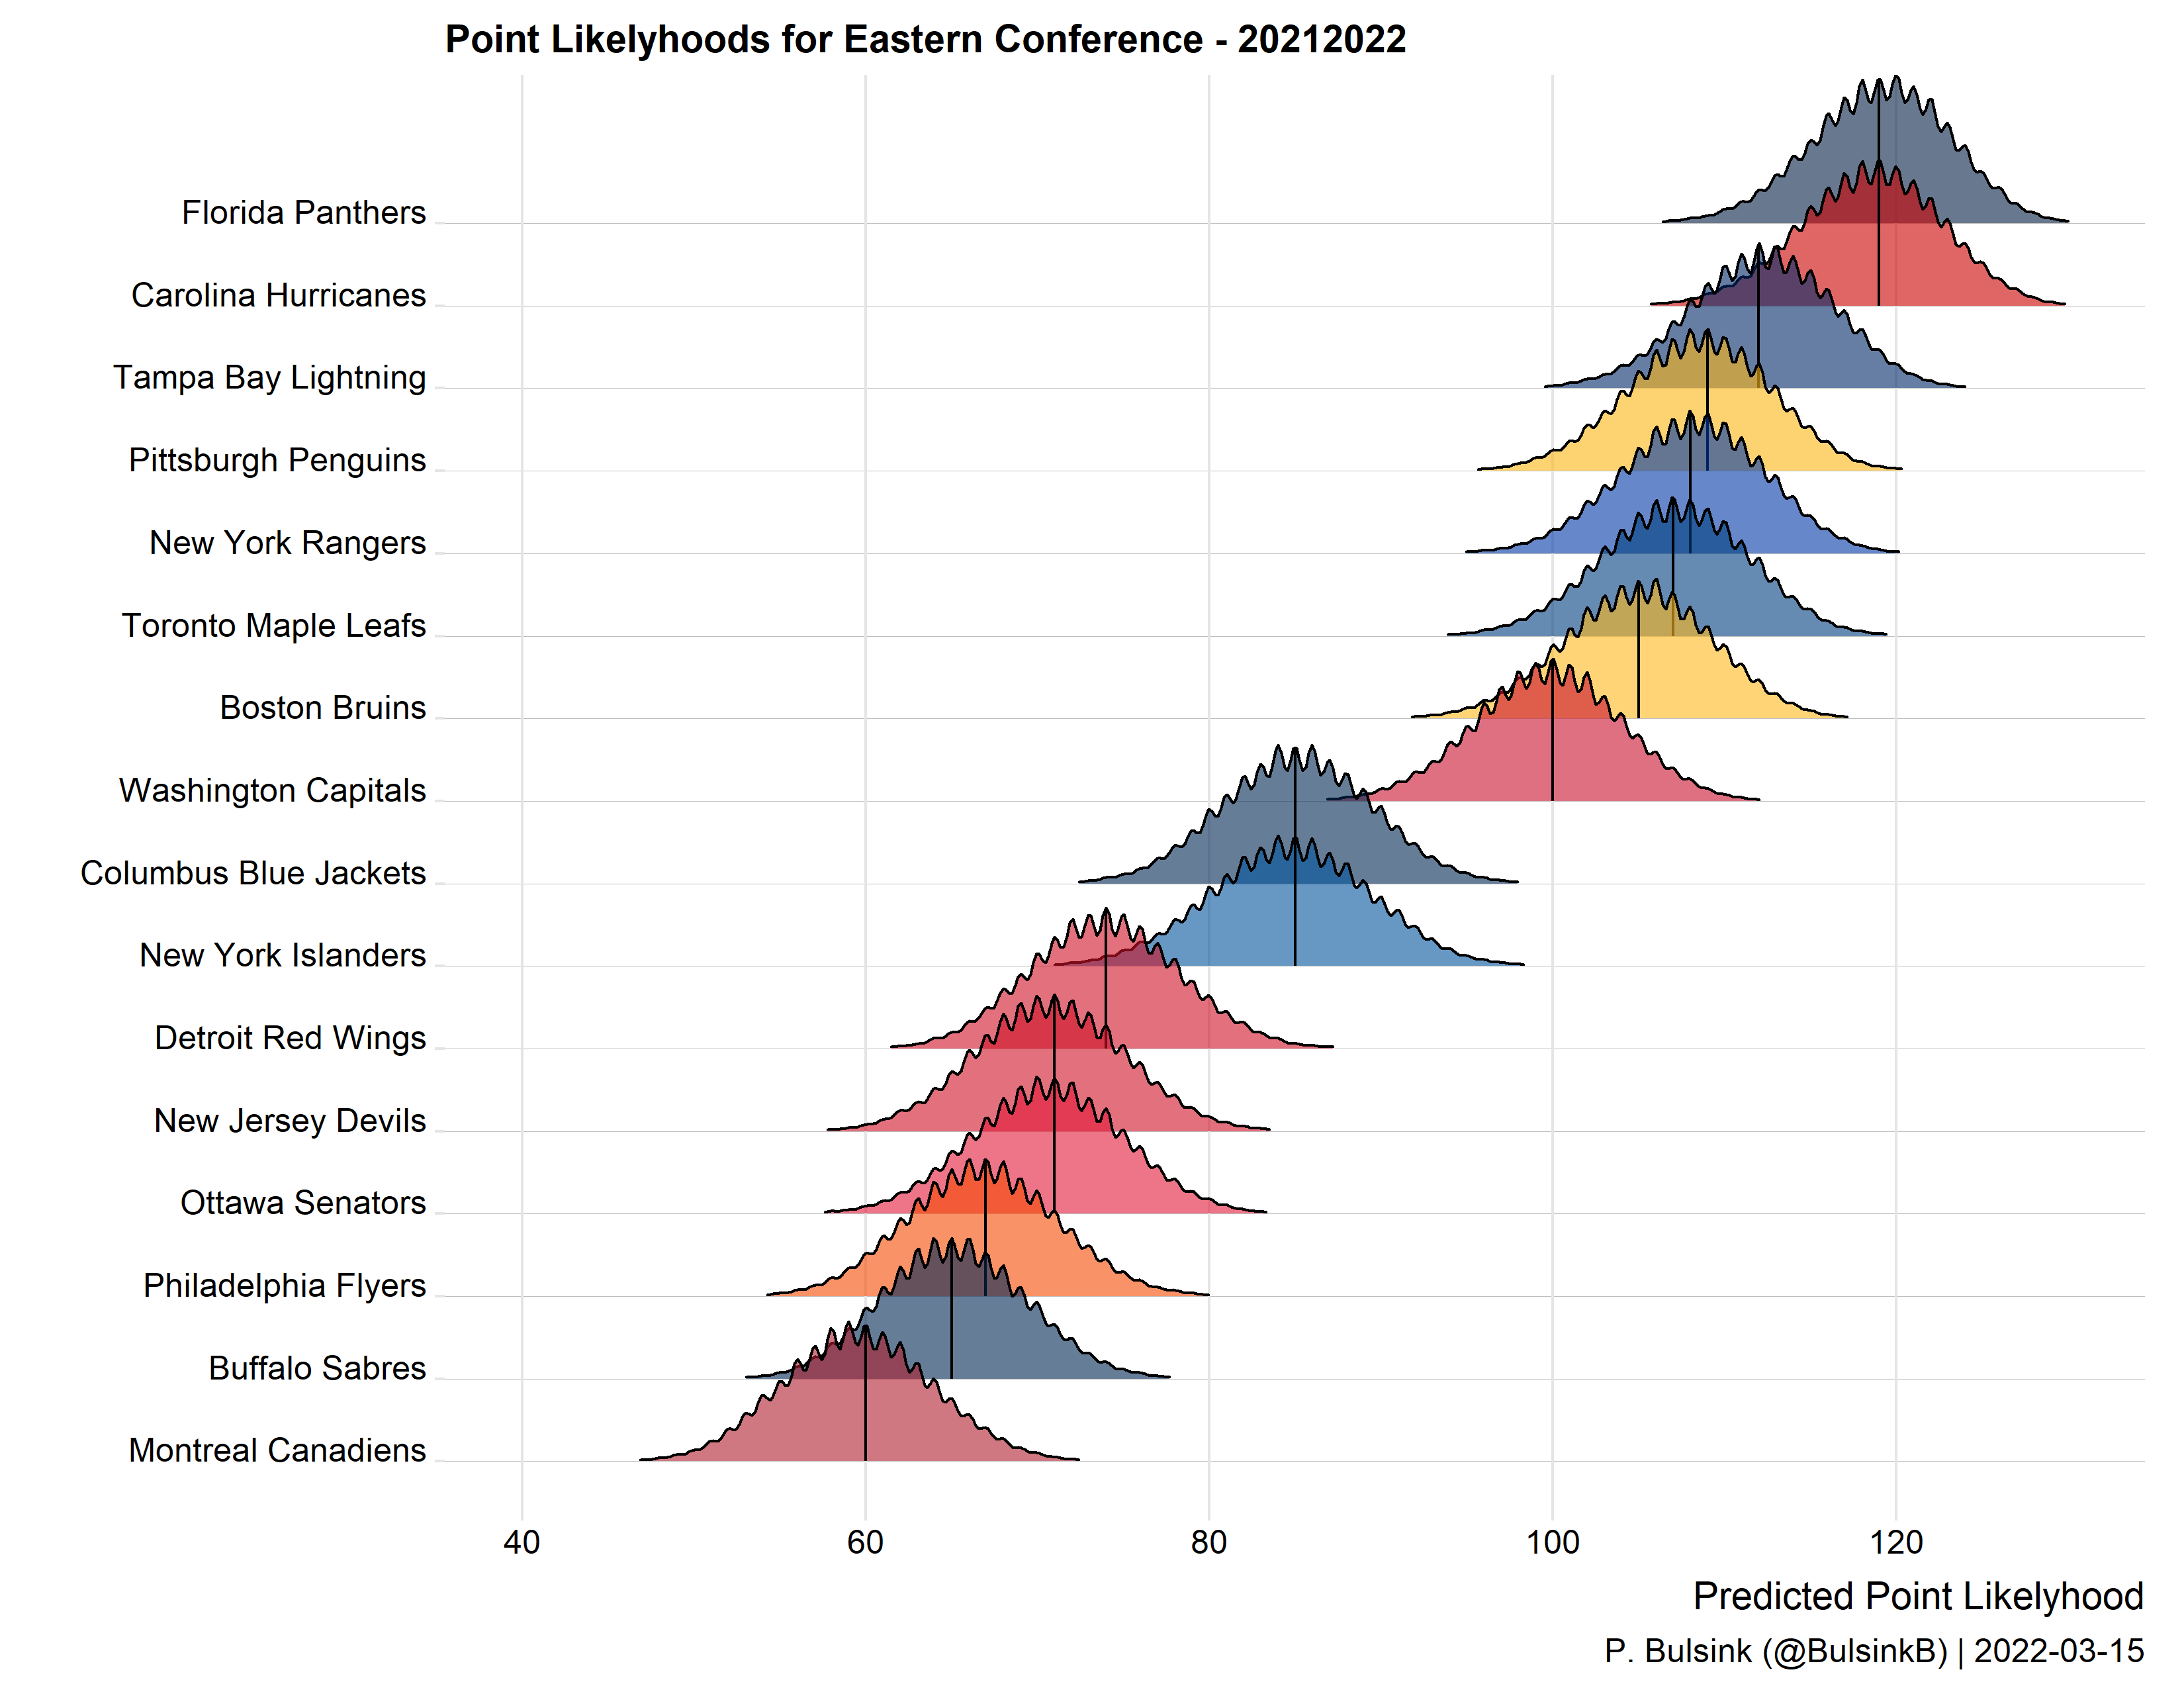 Point Likelyhoods for Eastern Conference - 20212022
Florida Panthers
Carolina Hurricanes
Tampa Bay Lightning
Pittsburgh Penguins
New York Rangers
Toronto Maple Leafs
Boston Bruins
Washington Capitals
Columbus Blue Jackets
New York Islanders
Detroit Red Wings
New Jersey Devils
Ottawa Senators
Philadelphia Flyers
Buffalo Sabres
Montreal Canadiens
40 60 80 100 120
Predicted Point Likelyhood
P. Bulsink (@BulsinkB) | 2022-03-15